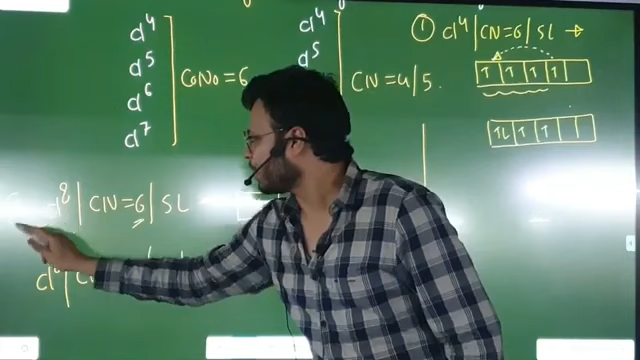 d⁴
d⁵
d⁶
d⁷
CoNo = 6
d⁴
d⁵
CN = 4/5.
① d⁴ | CN = 6 | SL →
1 1 1 1
1L 1 1
d⁸ | CN = 6 | SL